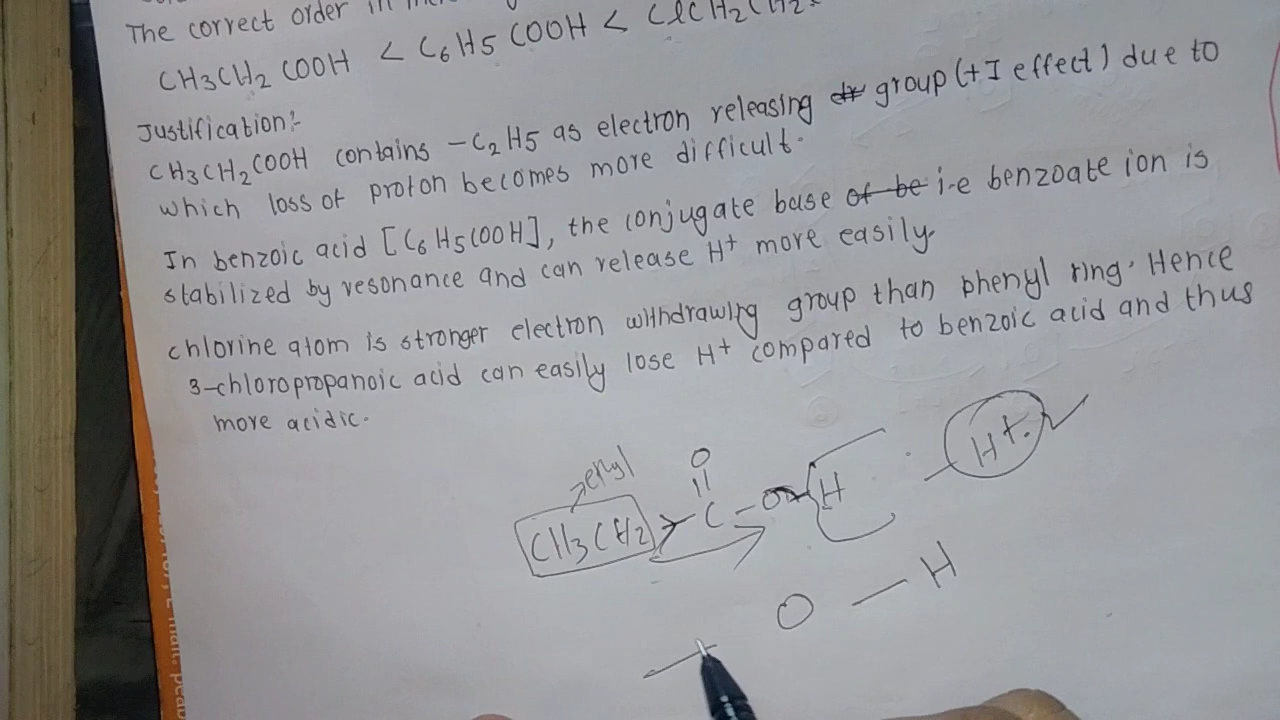 The correct order in
CH3CH2COOH < C6H5COOH < ClCH2CH2
Justification:-
CH3CH2COOH contains -C2H5 as electron releasing group (+I effect) due to
which loss of proton becomes more difficult.
In benzoic acid [C6H5COOH], the conjugate base of be i.e benzoate ion is
stabilized by resonance and can release H+ more easily.
chlorine atom is stronger electron withdrawing group than phenyl ring. Hence
3-chloropropanoic acid can easily lose H+ compared to benzoic acid and thus
more acidic.
O
CH3CH2 - C - O H
H+.
O - H